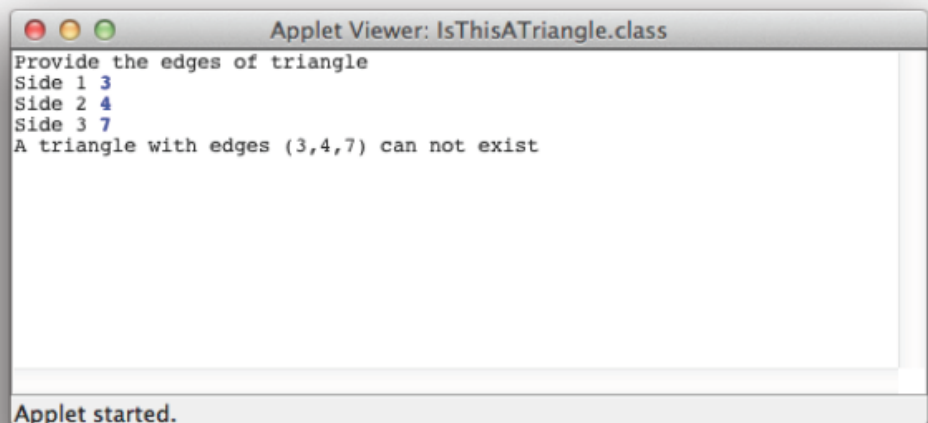 Applet Viewer: IsThisATriangle.class
Provide the edges of triangle
Side 1 3
Side 2 4
Side 3 7
A triangle with edges (3,4,7) can not exist
Applet started.